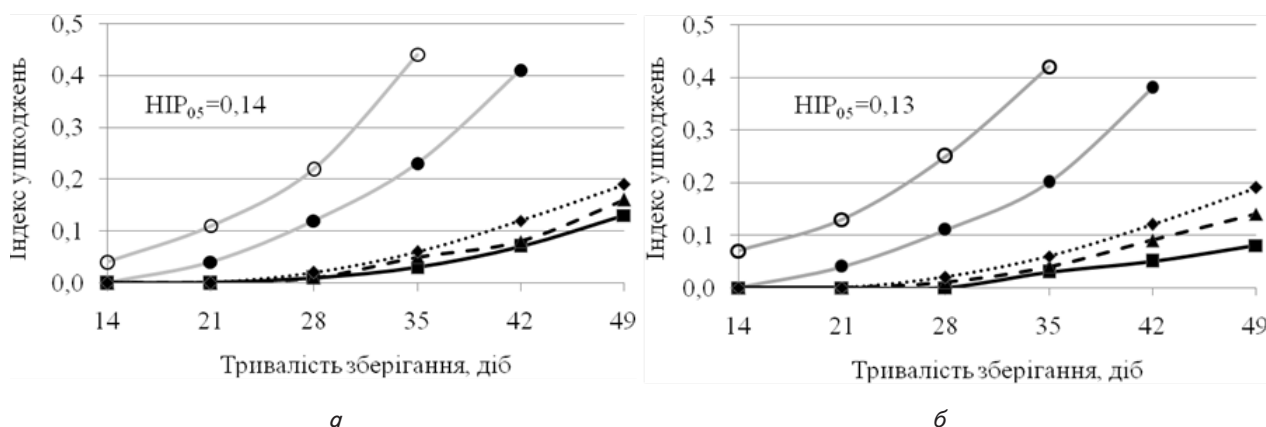 0,5
0,4
0,3
0,2
0,1
0,0
Індекс ушкоджень
НІР₀₅=0,14
14 21 28 35 42 49
Тривалість зберігання, діб
а
0,5
0,4
0,3
0,2
0,1
0,0
Індекс ушкоджень
НІР₀₅=0,13
14 21 28 35 42 49
Тривалість зберігання, діб
б